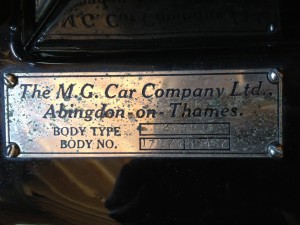 The M.G. Car Company Ltd.,
Abingdon-on-Thames.
BODY TYPE
BODY NO.